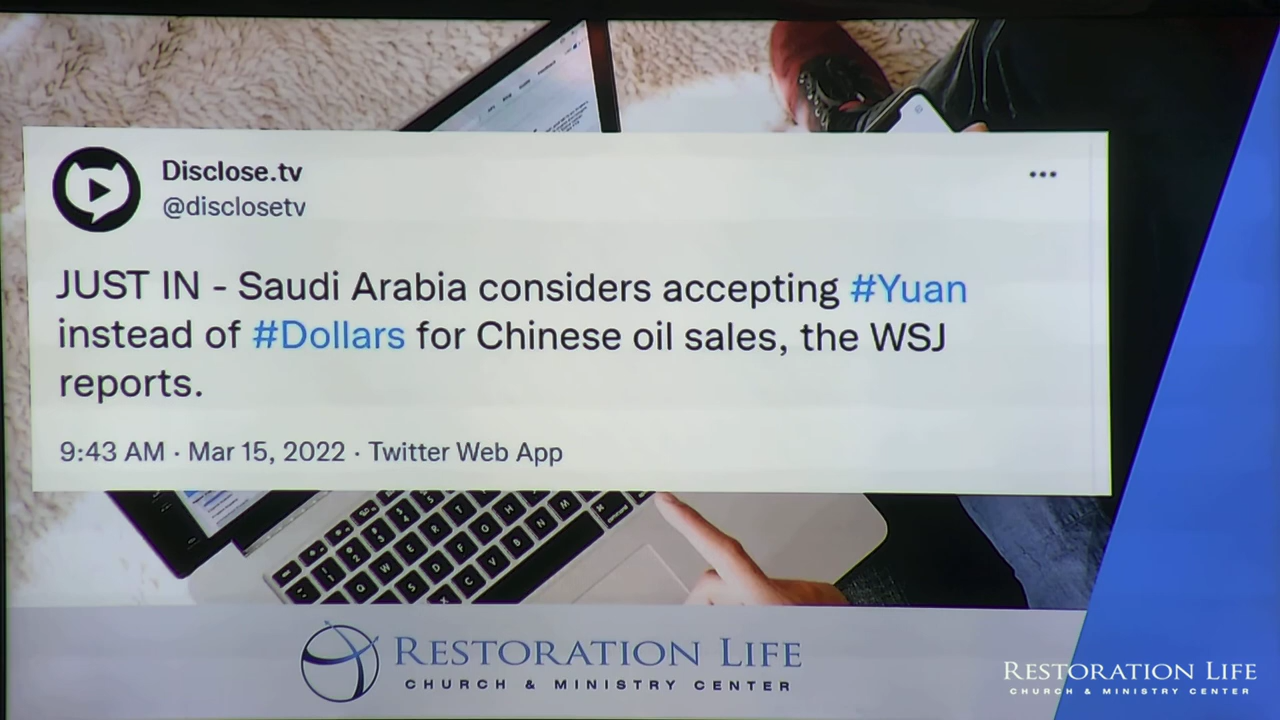 Disclose.tv
@disclosetv
JUST IN - Saudi Arabia considers accepting #Yuan
instead of #Dollars for Chinese oil sales, the WSJ
reports.
9:43 AM · Mar 15, 2022 · Twitter Web App
RESTORATION LIFE
CHURCH & MINISTRY CENTER
RESTORATION LIFE
CHURCH & MINISTRY CENTER